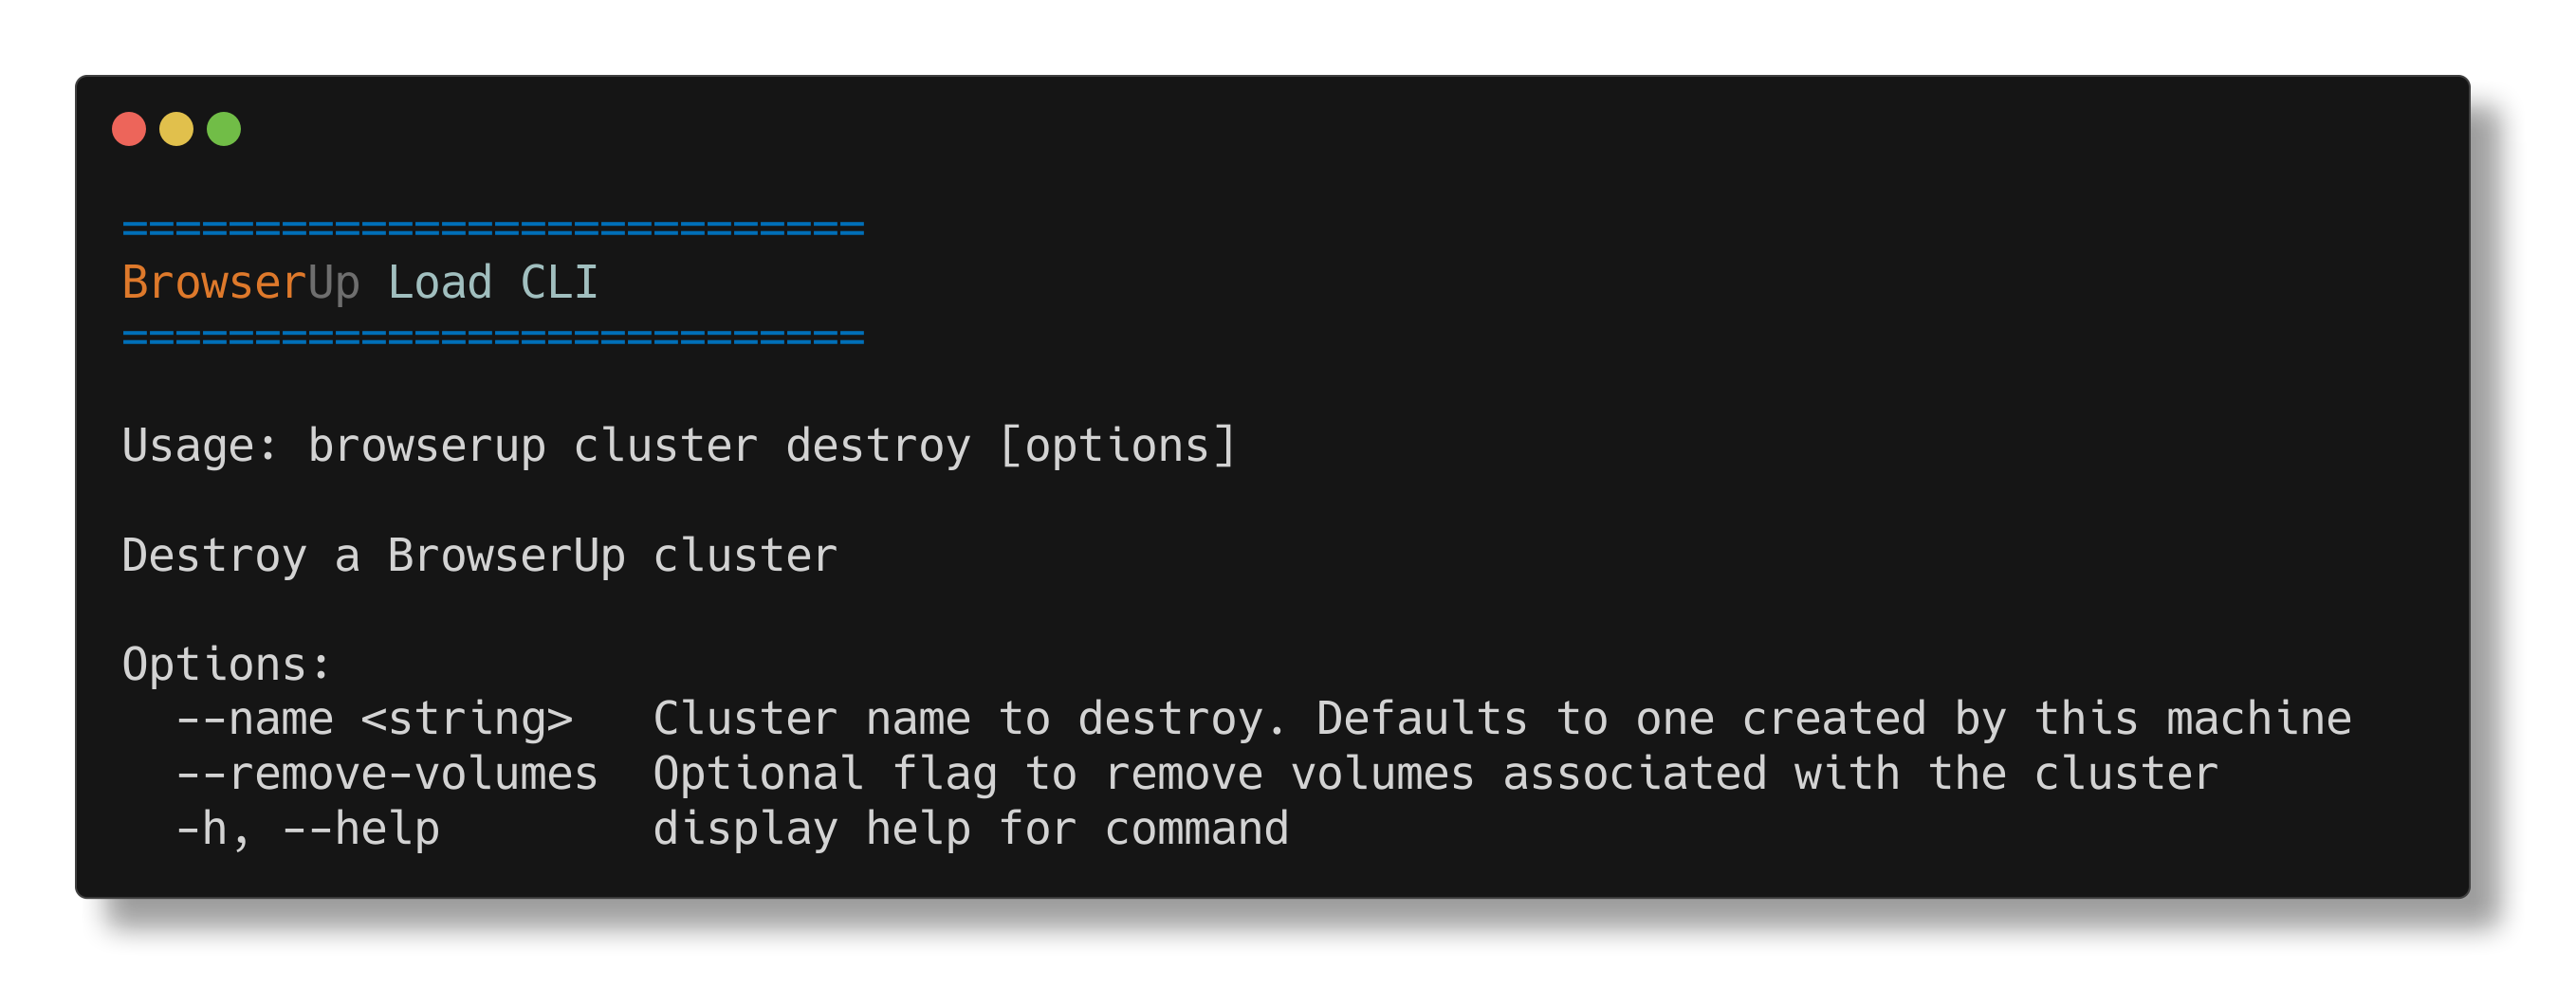 ============================
BrowserUp Load CLI
============================
Usage: browserup cluster destroy [options]
Destroy a BrowserUp cluster
Options:
  --name <string>   Cluster name to destroy. Defaults to one created by this machine
  --remove-volumes  Optional flag to remove volumes associated with the cluster
  -h, --help        display help for command